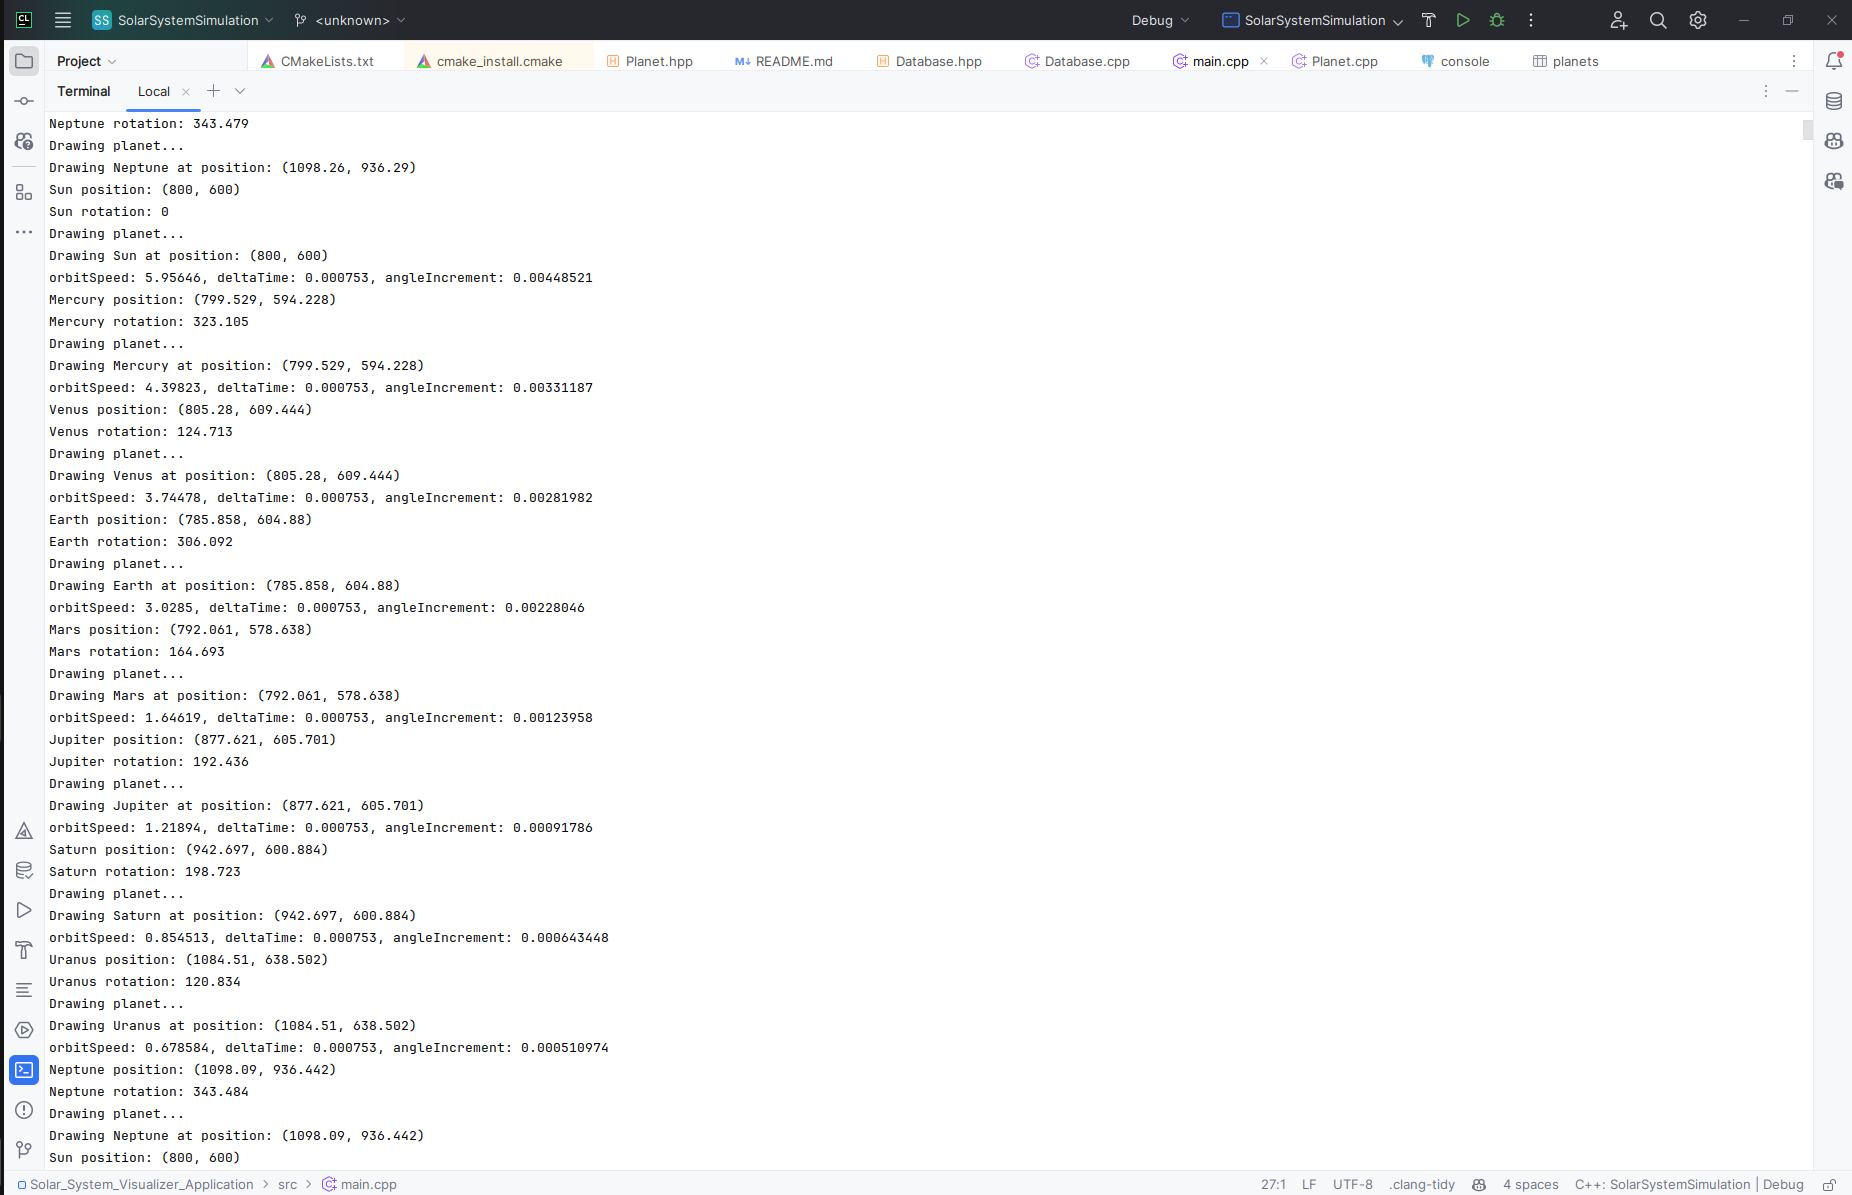 CL SS SolarSystemSimulation <unknown> Debug SolarSystemSimulation
Project CMakeLists.txt cmake_install.cmake H Planet.hpp M↓ README.md H Database.hpp Database.cpp main.cpp Planet.cpp console planets
Terminal Local
Neptune rotation: 343.479
Drawing planet...
Drawing Neptune at position: (1098.26, 936.29)
Sun position: (800, 600)
Sun rotation: 0
Drawing planet...
Drawing Sun at position: (800, 600)
orbitSpeed: 5.95646, deltaTime: 0.000753, angleIncrement: 0.00448521
Mercury position: (799.529, 594.228)
Mercury rotation: 323.105
Drawing planet...
Drawing Mercury at position: (799.529, 594.228)
orbitSpeed: 4.39823, deltaTime: 0.000753, angleIncrement: 0.00331187
Venus position: (805.28, 609.444)
Venus rotation: 124.713
Drawing planet...
Drawing Venus at position: (805.28, 609.444)
orbitSpeed: 3.74478, deltaTime: 0.000753, angleIncrement: 0.00281982
Earth position: (785.858, 604.88)
Earth rotation: 306.092
Drawing planet...
Drawing Earth at position: (785.858, 604.88)
orbitSpeed: 3.0285, deltaTime: 0.000753, angleIncrement: 0.00228046
Mars position: (792.061, 578.638)
Mars rotation: 164.693
Drawing planet...
Drawing Mars at position: (792.061, 578.638)
orbitSpeed: 1.64619, deltaTime: 0.000753, angleIncrement: 0.00123958
Jupiter position: (877.621, 605.701)
Jupiter rotation: 192.436
Drawing planet...
Drawing Jupiter at position: (877.621, 605.701)
orbitSpeed: 1.21894, deltaTime: 0.000753, angleIncrement: 0.00091786
Saturn position: (942.697, 600.884)
Saturn rotation: 198.723
Drawing planet...
Drawing Saturn at position: (942.697, 600.884)
orbitSpeed: 0.854513, deltaTime: 0.000753, angleIncrement: 0.000643448
Uranus position: (1084.51, 638.502)
Uranus rotation: 120.834
Drawing planet...
Drawing Uranus at position: (1084.51, 638.502)
orbitSpeed: 0.678584, deltaTime: 0.000753, angleIncrement: 0.000510974
Neptune position: (1098.09, 936.442)
Neptune rotation: 343.484
Drawing planet...
Drawing Neptune at position: (1098.09, 936.442)
Sun position: (800, 600)
Solar_System_Visualizer_Application > src > main.cpp 27:1 LF UTF-8 .clang-tidy 4 spaces C++: SolarSystemSimulation | Debug